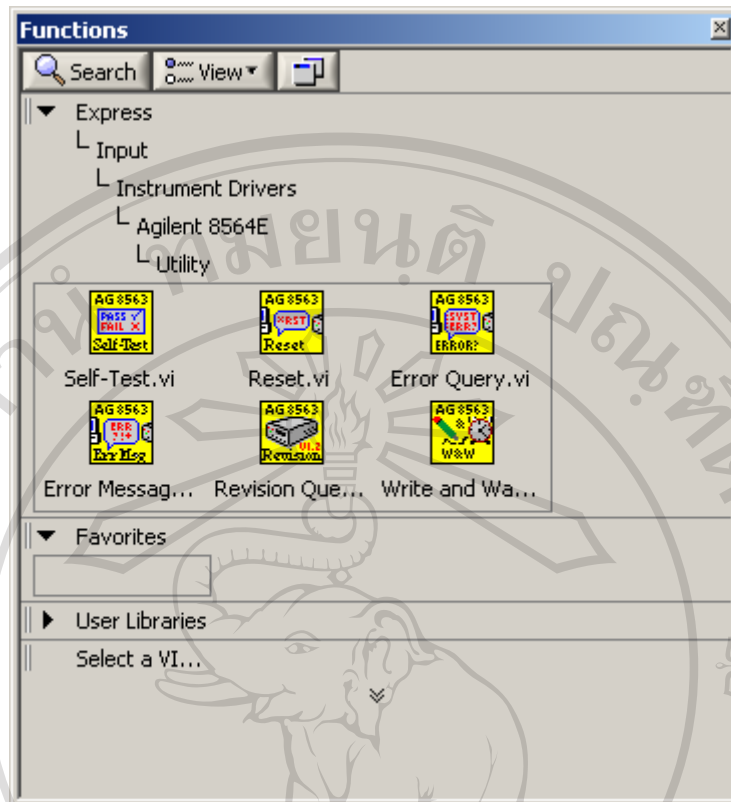 Functions
Search View
Express
Input
Instrument Drivers
Agilent 8564E
Utility
AG 8563 AG 8563 AG 8563
PASS FAIL *RST SYST ERR?
Self-Test Reset ERROR?
Self-Test.vi Reset.vi Error Query.vi
AG 8563 AG 8563 AG 8563
ERR ?!+ V1.2 &
Err Msg Revision W&W
Error Messag... Revision Que... Write and Wa...
Favorites
User Libraries
Select a VI...